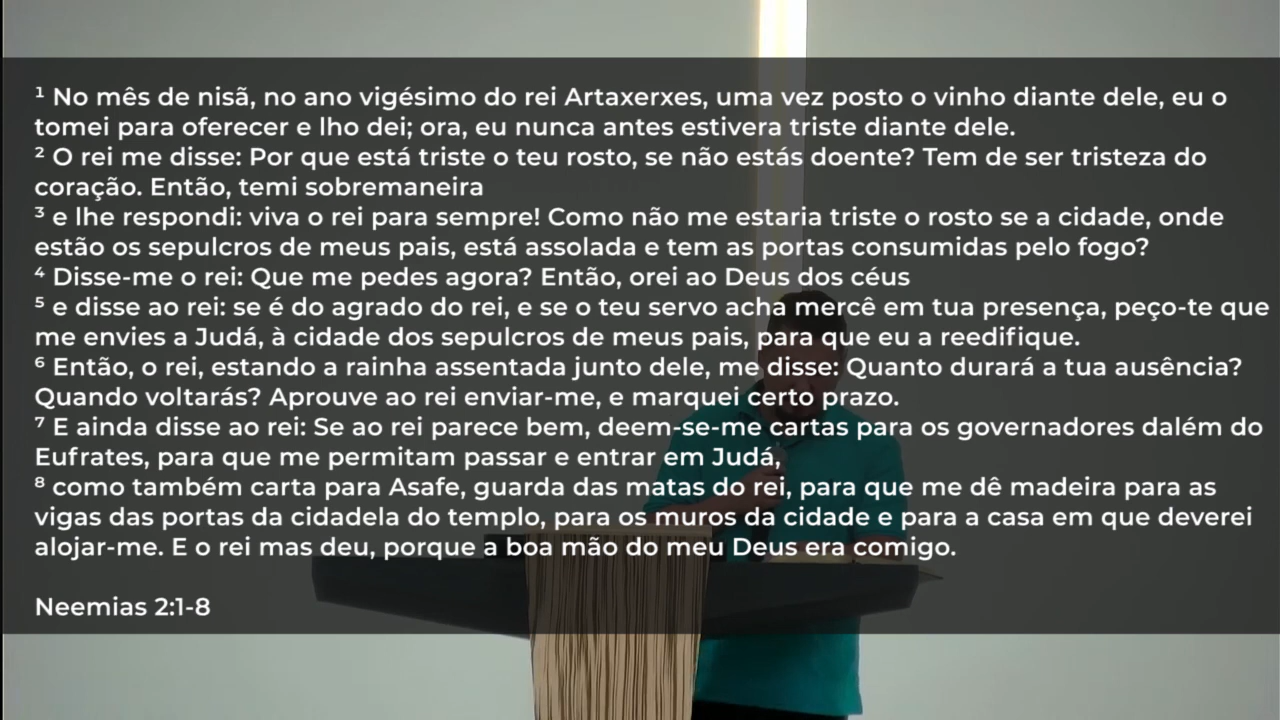 ¹ No mês de nisã, no ano vigésimo do rei Artaxerxes, uma vez posto o vinho diante dele, eu o
tomei para oferecer e lho dei; ora, eu nunca antes estivera triste diante dele.
² O rei me disse: Por que está triste o teu rosto, se não estás doente? Tem de ser tristeza do
coração. Então, temi sobremaneira
³ e lhe respondi: viva o rei para sempre! Como não me estaria triste o rosto se a cidade, onde
estão os sepulcros de meus pais, está assolada e tem as portas consumidas pelo fogo?
⁴ Disse-me o rei: Que me pedes agora? Então, orei ao Deus dos céus
⁵ e disse ao rei: se é do agrado do rei, e se o teu servo acha mercê em tua presença, peço-te que
me envies a Judá, à cidade dos sepulcros de meus pais, para que eu a reedifique.
⁶ Então, o rei, estando a rainha assentada junto dele, me disse: Quanto durará a tua ausência?
Quando voltarás? Aprouve ao rei enviar-me, e marquei certo prazo.
⁷ E ainda disse ao rei: Se ao rei parece bem, deem-se-me cartas para os governadores dalém do
Eufrates, para que me permitam passar e entrar em Judá,
⁸ como também carta para Asafe, guarda das matas do rei, para que me dê madeira para as
vigas das portas da cidadela do templo, para os muros da cidade e para a casa em que deverei
alojar-me. E o rei mas deu, porque a boa mão do meu Deus era comigo.
Neemias 2:1-8